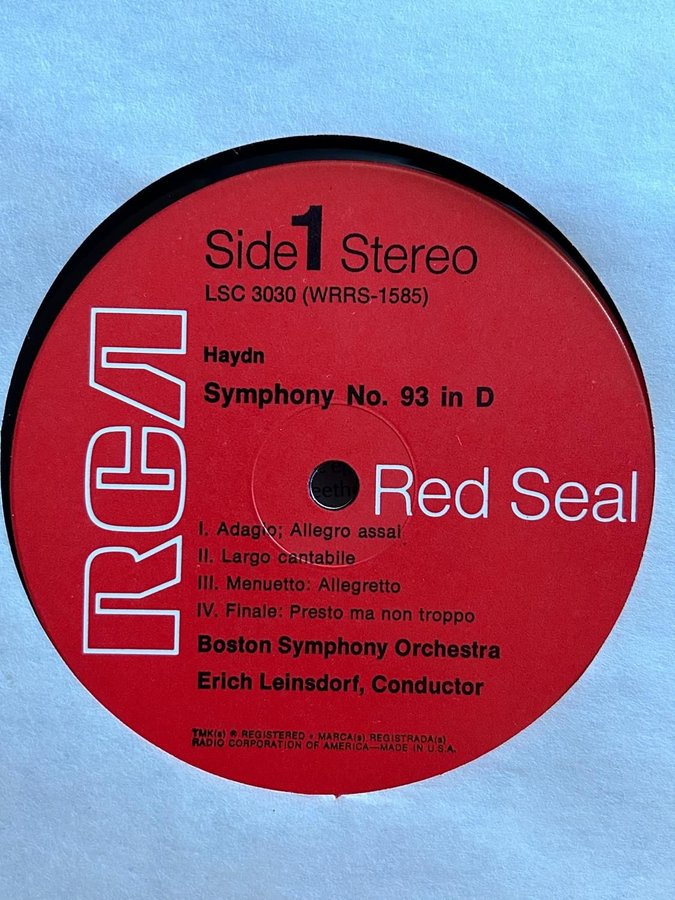 Side 1 Stereo
LSC 3030 (WRRS-1585)
Haydn
Symphony No. 93 in D
RCA
Red Seal
I. Adagio; Allegro assai
II. Largo cantabile
III. Menuetto: Allegretto
IV. Finale: Presto ma non troppo
Boston Symphony Orchestra
Erich Leinsdorf, Conductor
TMK(s) ® REGISTERED • MARCA(s) REGISTRADA(s)
RADIO CORPORATION OF AMERICA—MADE IN U.S.A.